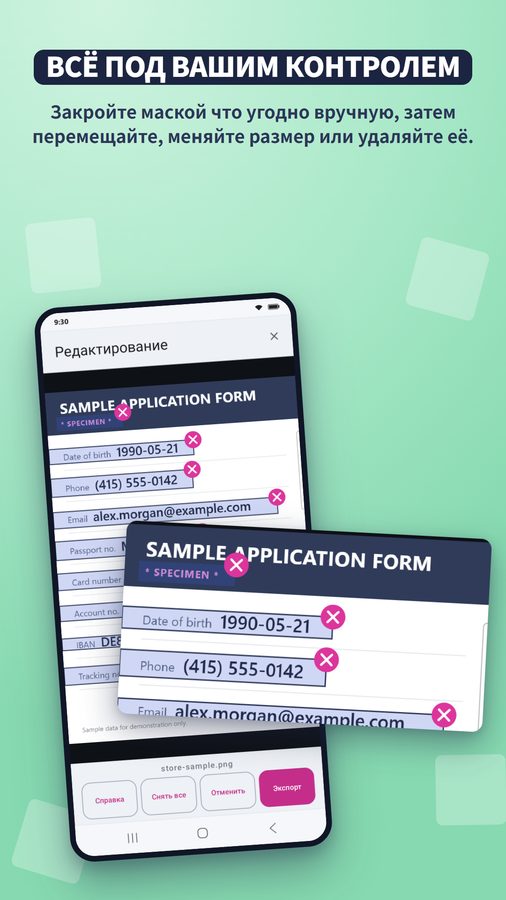 ВСЁ ПОД ВАШИМ КОНТРОЛЕМ
Закройте маской что угодно вручную, затем
перемещайте, меняйте размер или удаляйте её.
9:30
Редактирование
SAMPLE APPLICATION FORM
* SPECIMEN *
Date of birth 1990-05-21
Phone (415) 555-0142
Email alex.morgan@example.com
Passport no.
Card number
Account no.
IBAN
Tracking
Sample data for demonstration only.
SAMPLE APPLICATION FORM
* SPECIMEN *
Date of birth 1990-05-21
Phone (415) 555-0142
Email alex.morgan@example.com
store-sample.png
Справка
Снять все
Отменить
Экспорт